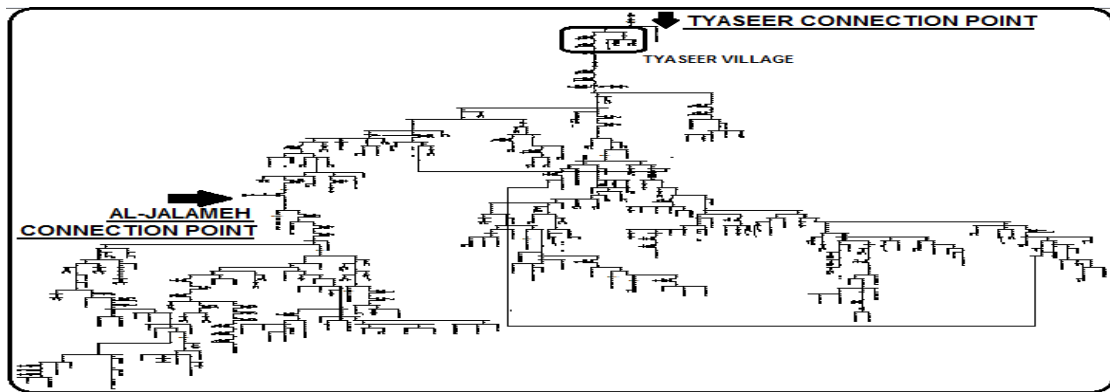 TYASEER CONNECTION POINT
TYASEER VILLAGE
AL-JALAMEH
CONNECTION POINT